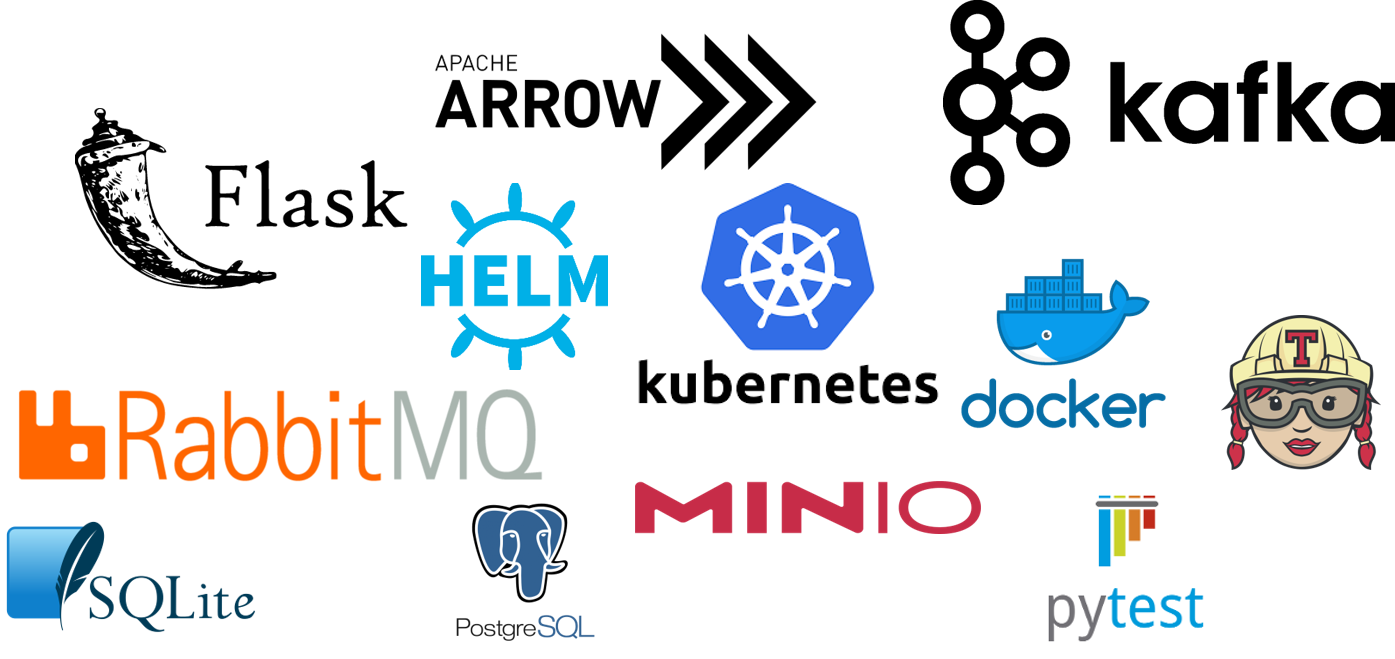 APACHE
ARROW
kafka
Flask
HELM
kubernetes
docker
T
RabbitMQ
MINIO
SQLite
PostgreSQL
pytest